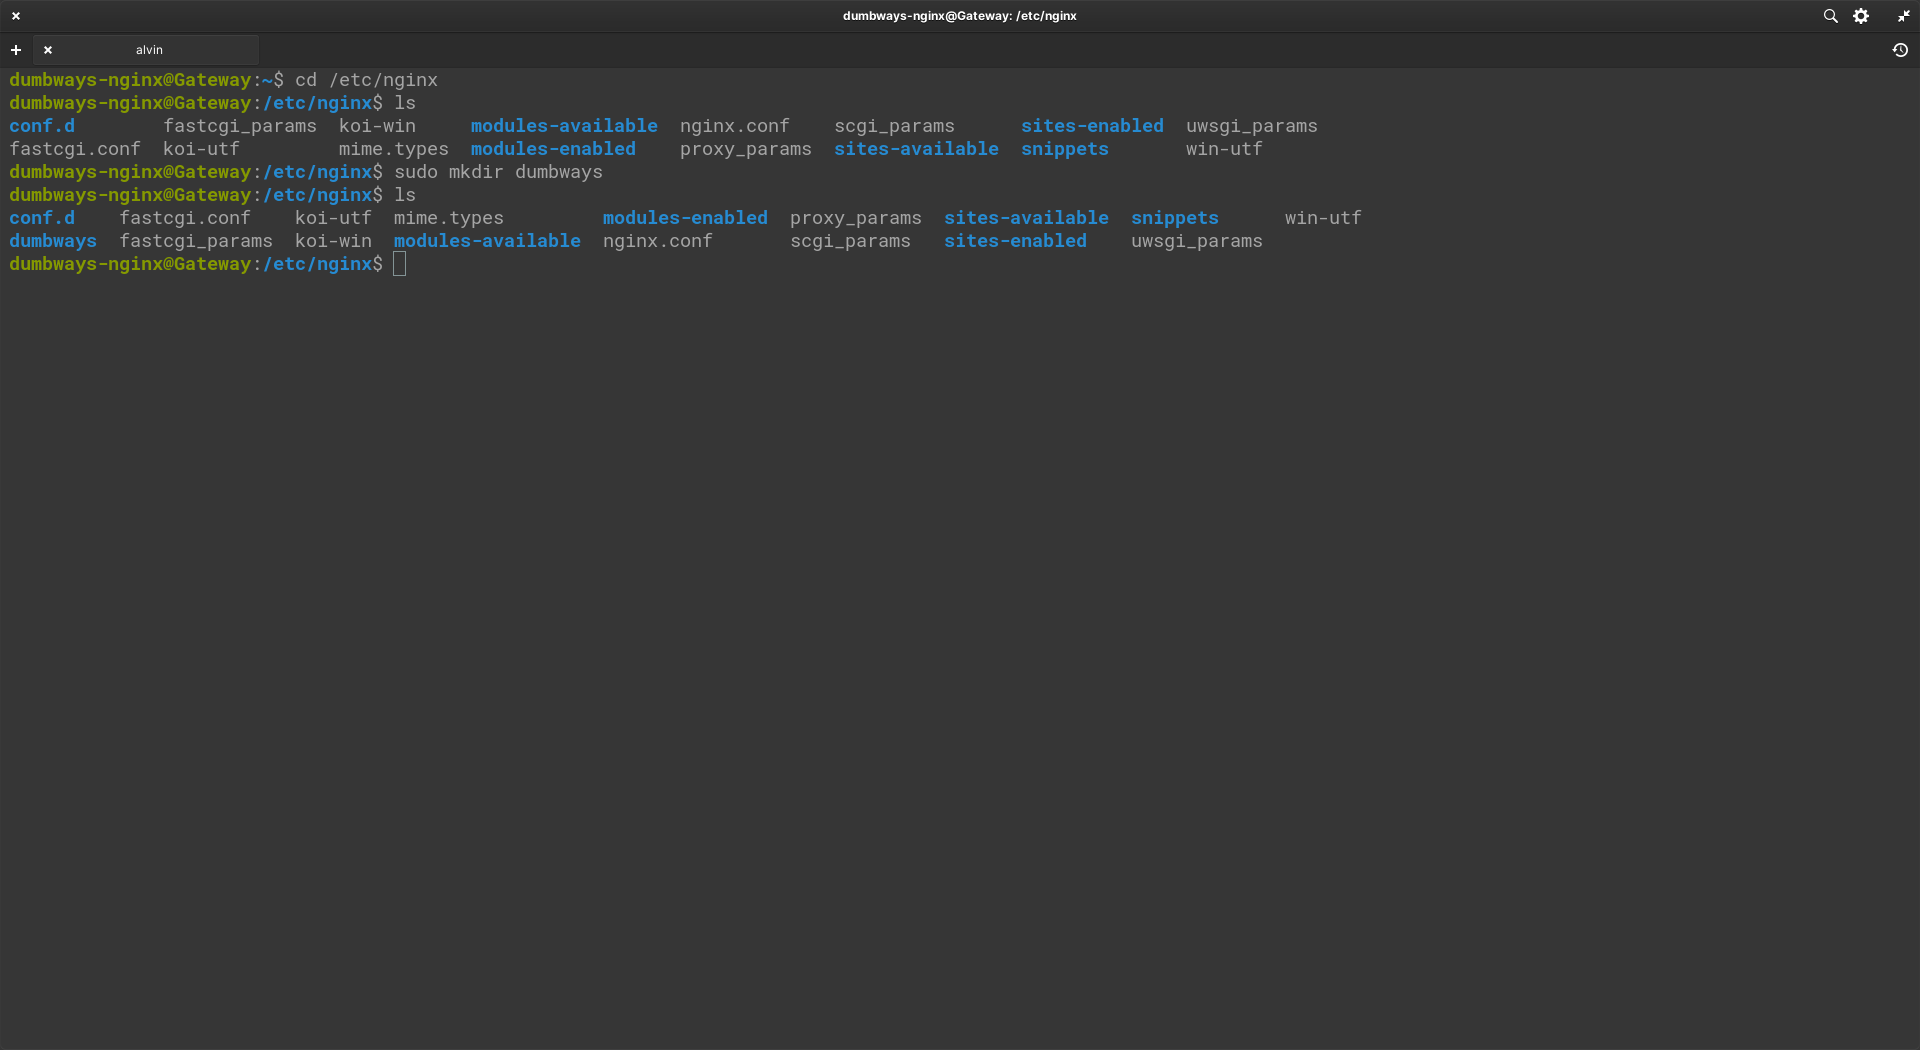 dumbways-nginx@Gateway: /etc/nginx
alvin
dumbways-nginx@Gateway:~$ cd /etc/nginx
dumbways-nginx@Gateway:/etc/nginx$ ls
conf.d        fastcgi_params  koi-win     modules-available  nginx.conf    scgi_params      sites-enabled  uwsgi_params
fastcgi.conf  koi-utf         mime.types  modules-enabled    proxy_params  sites-available  snippets       win-utf
dumbways-nginx@Gateway:/etc/nginx$ sudo mkdir dumbways
dumbways-nginx@Gateway:/etc/nginx$ ls
conf.d    fastcgi.conf    koi-utf  mime.types         modules-enabled  proxy_params  sites-available  snippets      win-utf
dumbways  fastcgi_params  koi-win  modules-available  nginx.conf       scgi_params   sites-enabled    uwsgi_params
dumbways-nginx@Gateway:/etc/nginx$